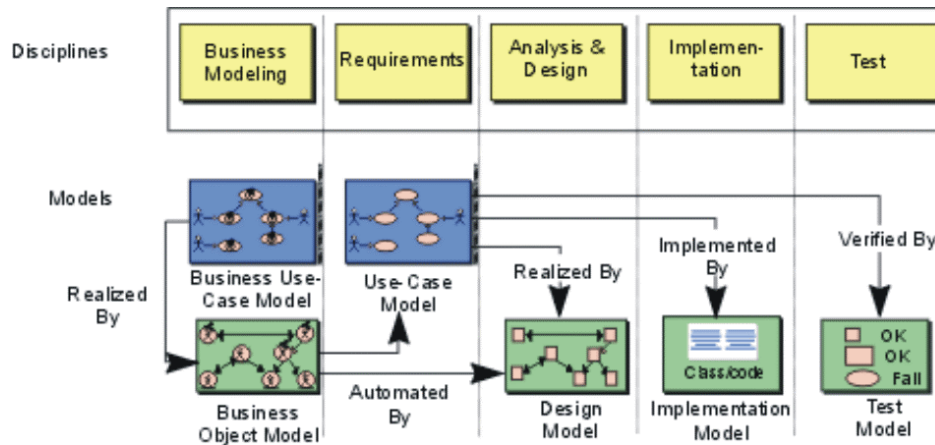 Disciplines
Business
Modeling
Requirements
Analysis &
Design
Implemen-
tation
Test
Models
Business Use-
Case Model
Use- Case
Model
Realized
By
Realized By
Implemented
By
Verified By
Class/code
OK
OK
Fail
Automated
By
Business
Object Model
Design
Model
Implementation Model
Test
Model